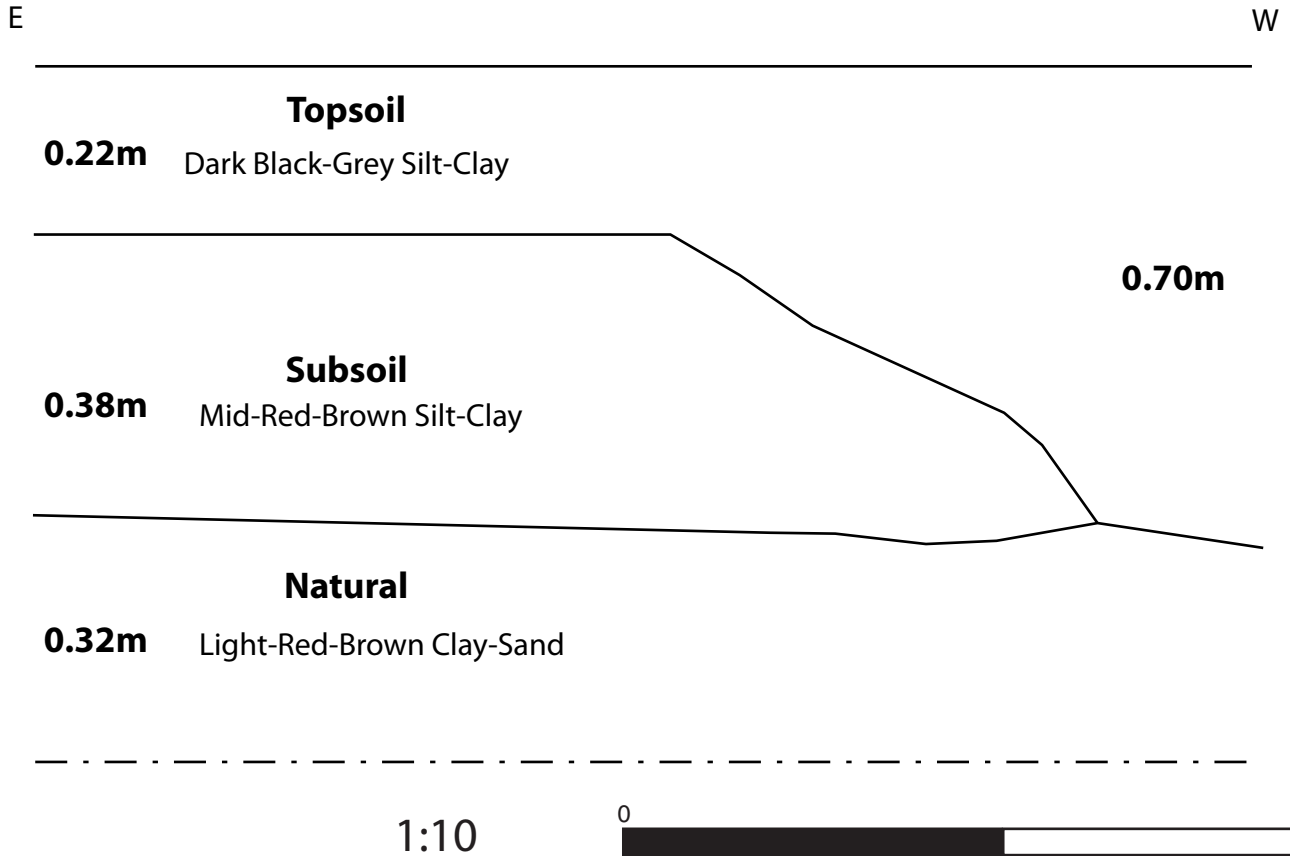 E
W
Topsoil
0.22m
Dark Black-Grey Silt-Clay
0.70m
Subsoil
0.38m
Mid-Red-Brown Silt-Clay
Natural
0.32m
Light-Red-Brown Clay-Sand
0
1:10